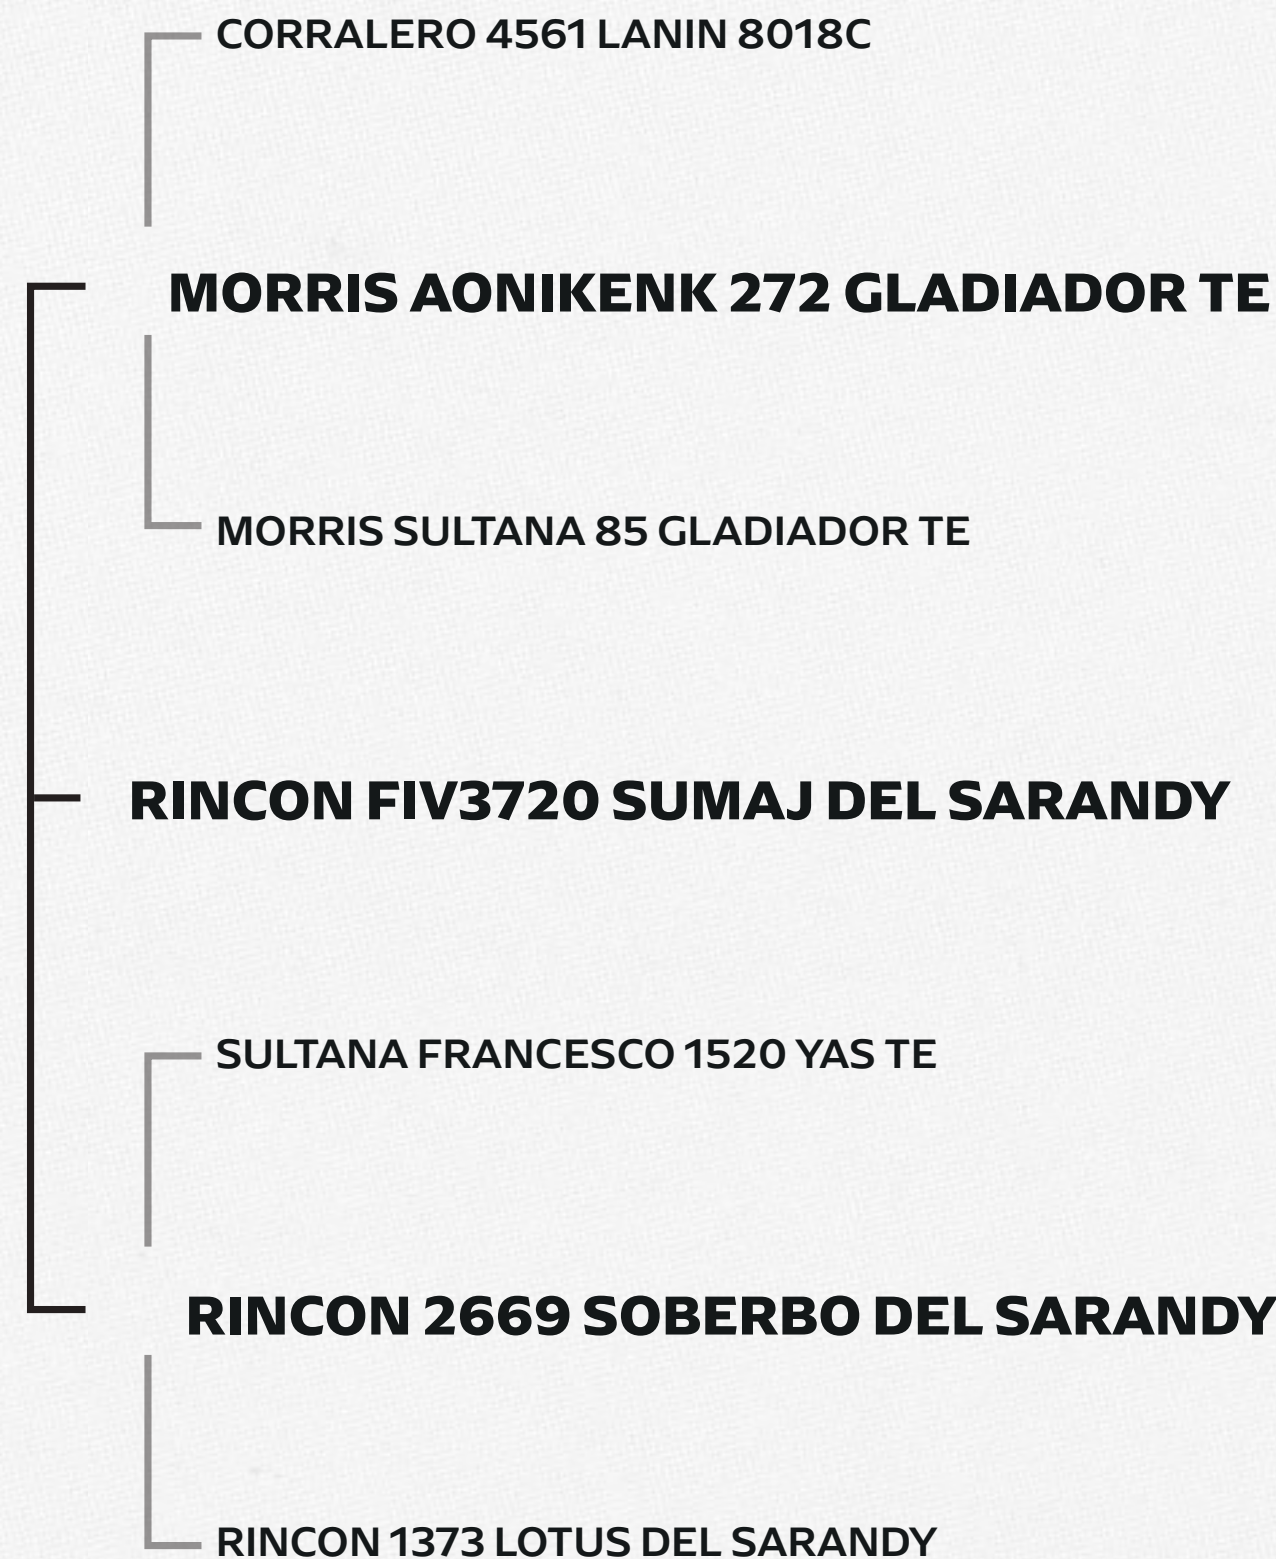 CORRALERO 4561 LANIN 8018C
MORRIS AONIKENK 272 GLADIADOR TE
MORRIS SULTANA 85 GLADIADOR TE
RINCON FIV3720 SUMAJ DEL SARANDY
SULTANA FRANCESCO 1520 YAS TE
RINCON 2669 SOBERBO DEL SARANDY
RINCON 1373 LOTUS DEL SARANDY